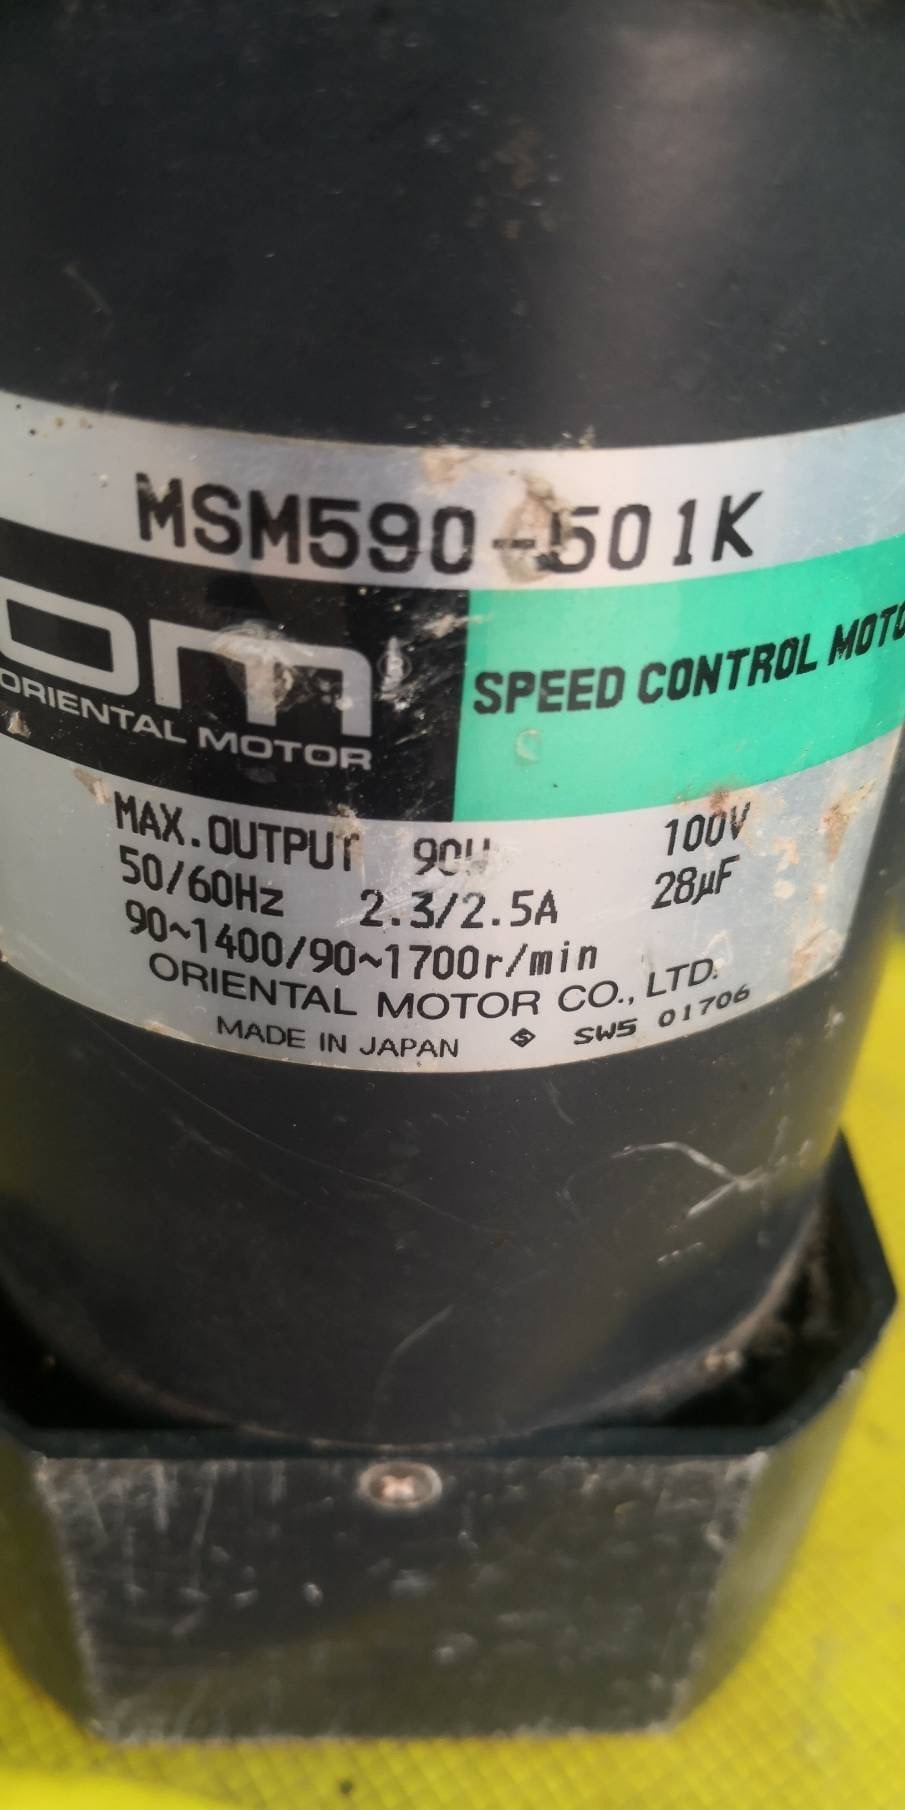 MSM590-501K
om®
ORIENTAL MOTOR
SPEED CONTROL MOTO
MAX.OUTPUT 90W 100V
50/60Hz 2.3/2.5A 28µF
90~1400/90~1700r/min
ORIENTAL MOTOR CO., LTD.
MADE IN JAPAN S SW5 01706